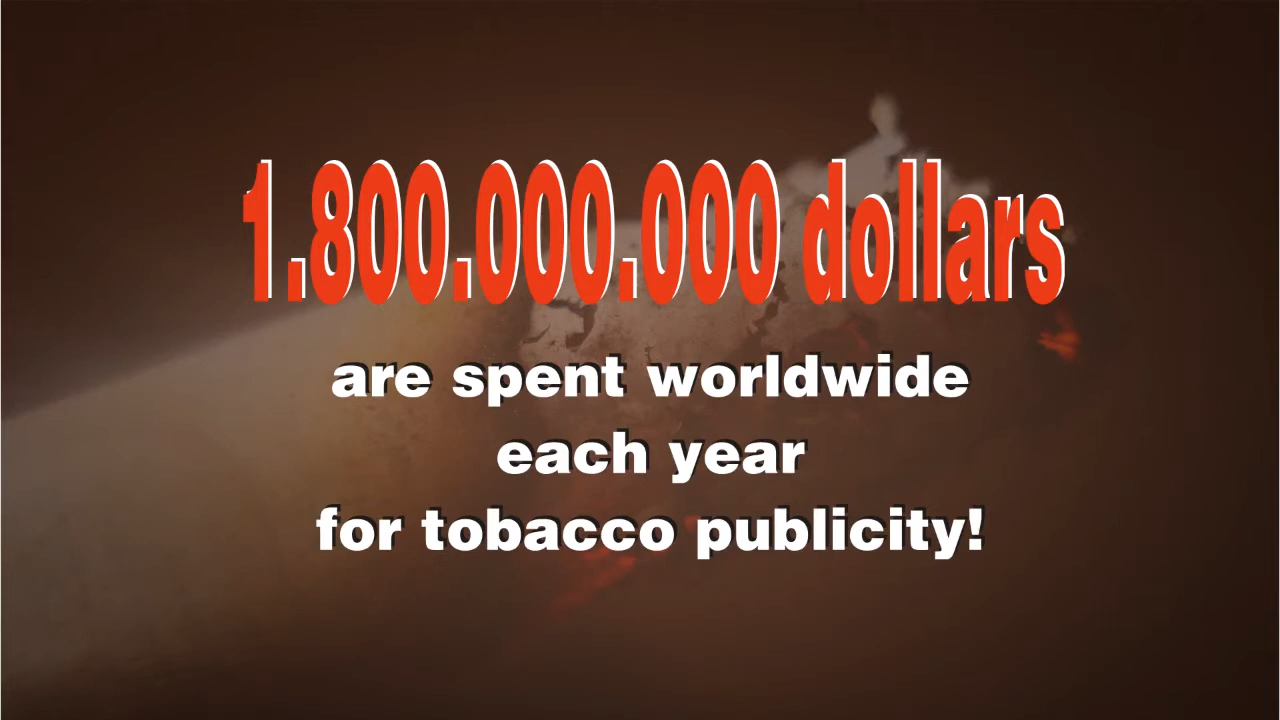 1.800.000.000 dollars
are spent worldwide
each year
for tobacco publicity!